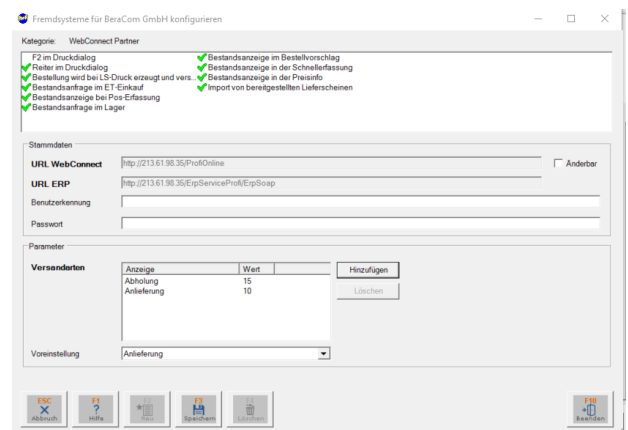 Fremdsysteme für BeraCom GmbH konfigurieren
Kategorie: WebConnect Partner
F2 im Druckdialog
Reiter im Druckdialog
Bestellung wird bei LS-Druck erzeugt und vers...
Bestandsanfrage im ET-Einkauf
Bestandsanzeige bei Pos-Erfassung
Bestandsanfrage im Lager
Bestandsanzeige im Bestellvorschlag
Bestandsanzeige in der Schnellerfassung
Bestandsanzeige in der Preisinfo
Import von bereitgestellten Lieferscheinen
Stammdaten
URL WebConnect http://213.61.98.35/ProfiOnline Änderbar
URL ERP http://213.61.98.35/ErpServiceProfi/ErpSoap
Benutzerkennung
Passwort
Parameter
Versandarten Anzeige Wert Hinzufügen
Abholung 15
Anlieferung 10 Löschen
Voreinstellung Anlieferung
ESC F1 F2 F3 F4 F10
Abbruch Hilfe Neu Speichern Löschen Beenden